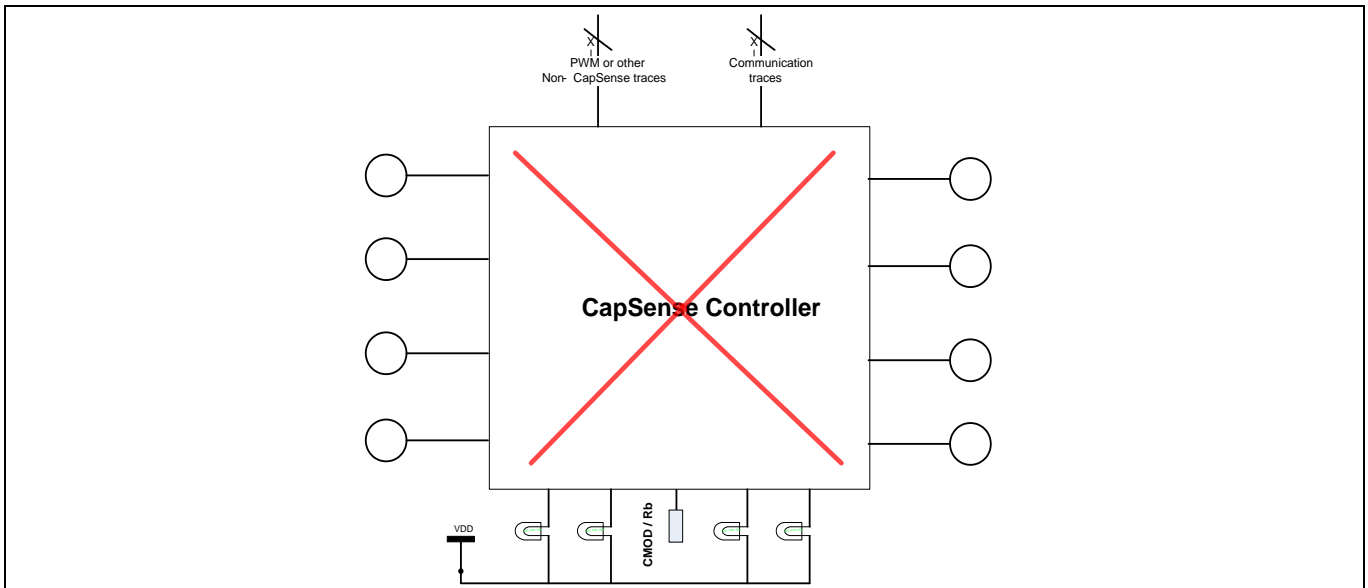 X
X
PWM or other
Non- CapSense traces
Communication
traces
CapSense Controller
CMOD / Rb
VDD